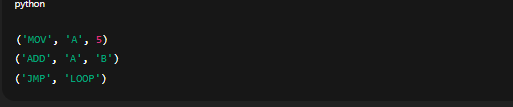 python
('MOV', 'A', 5)
('ADD', 'A', 'B')
('JMP', 'LOOP')